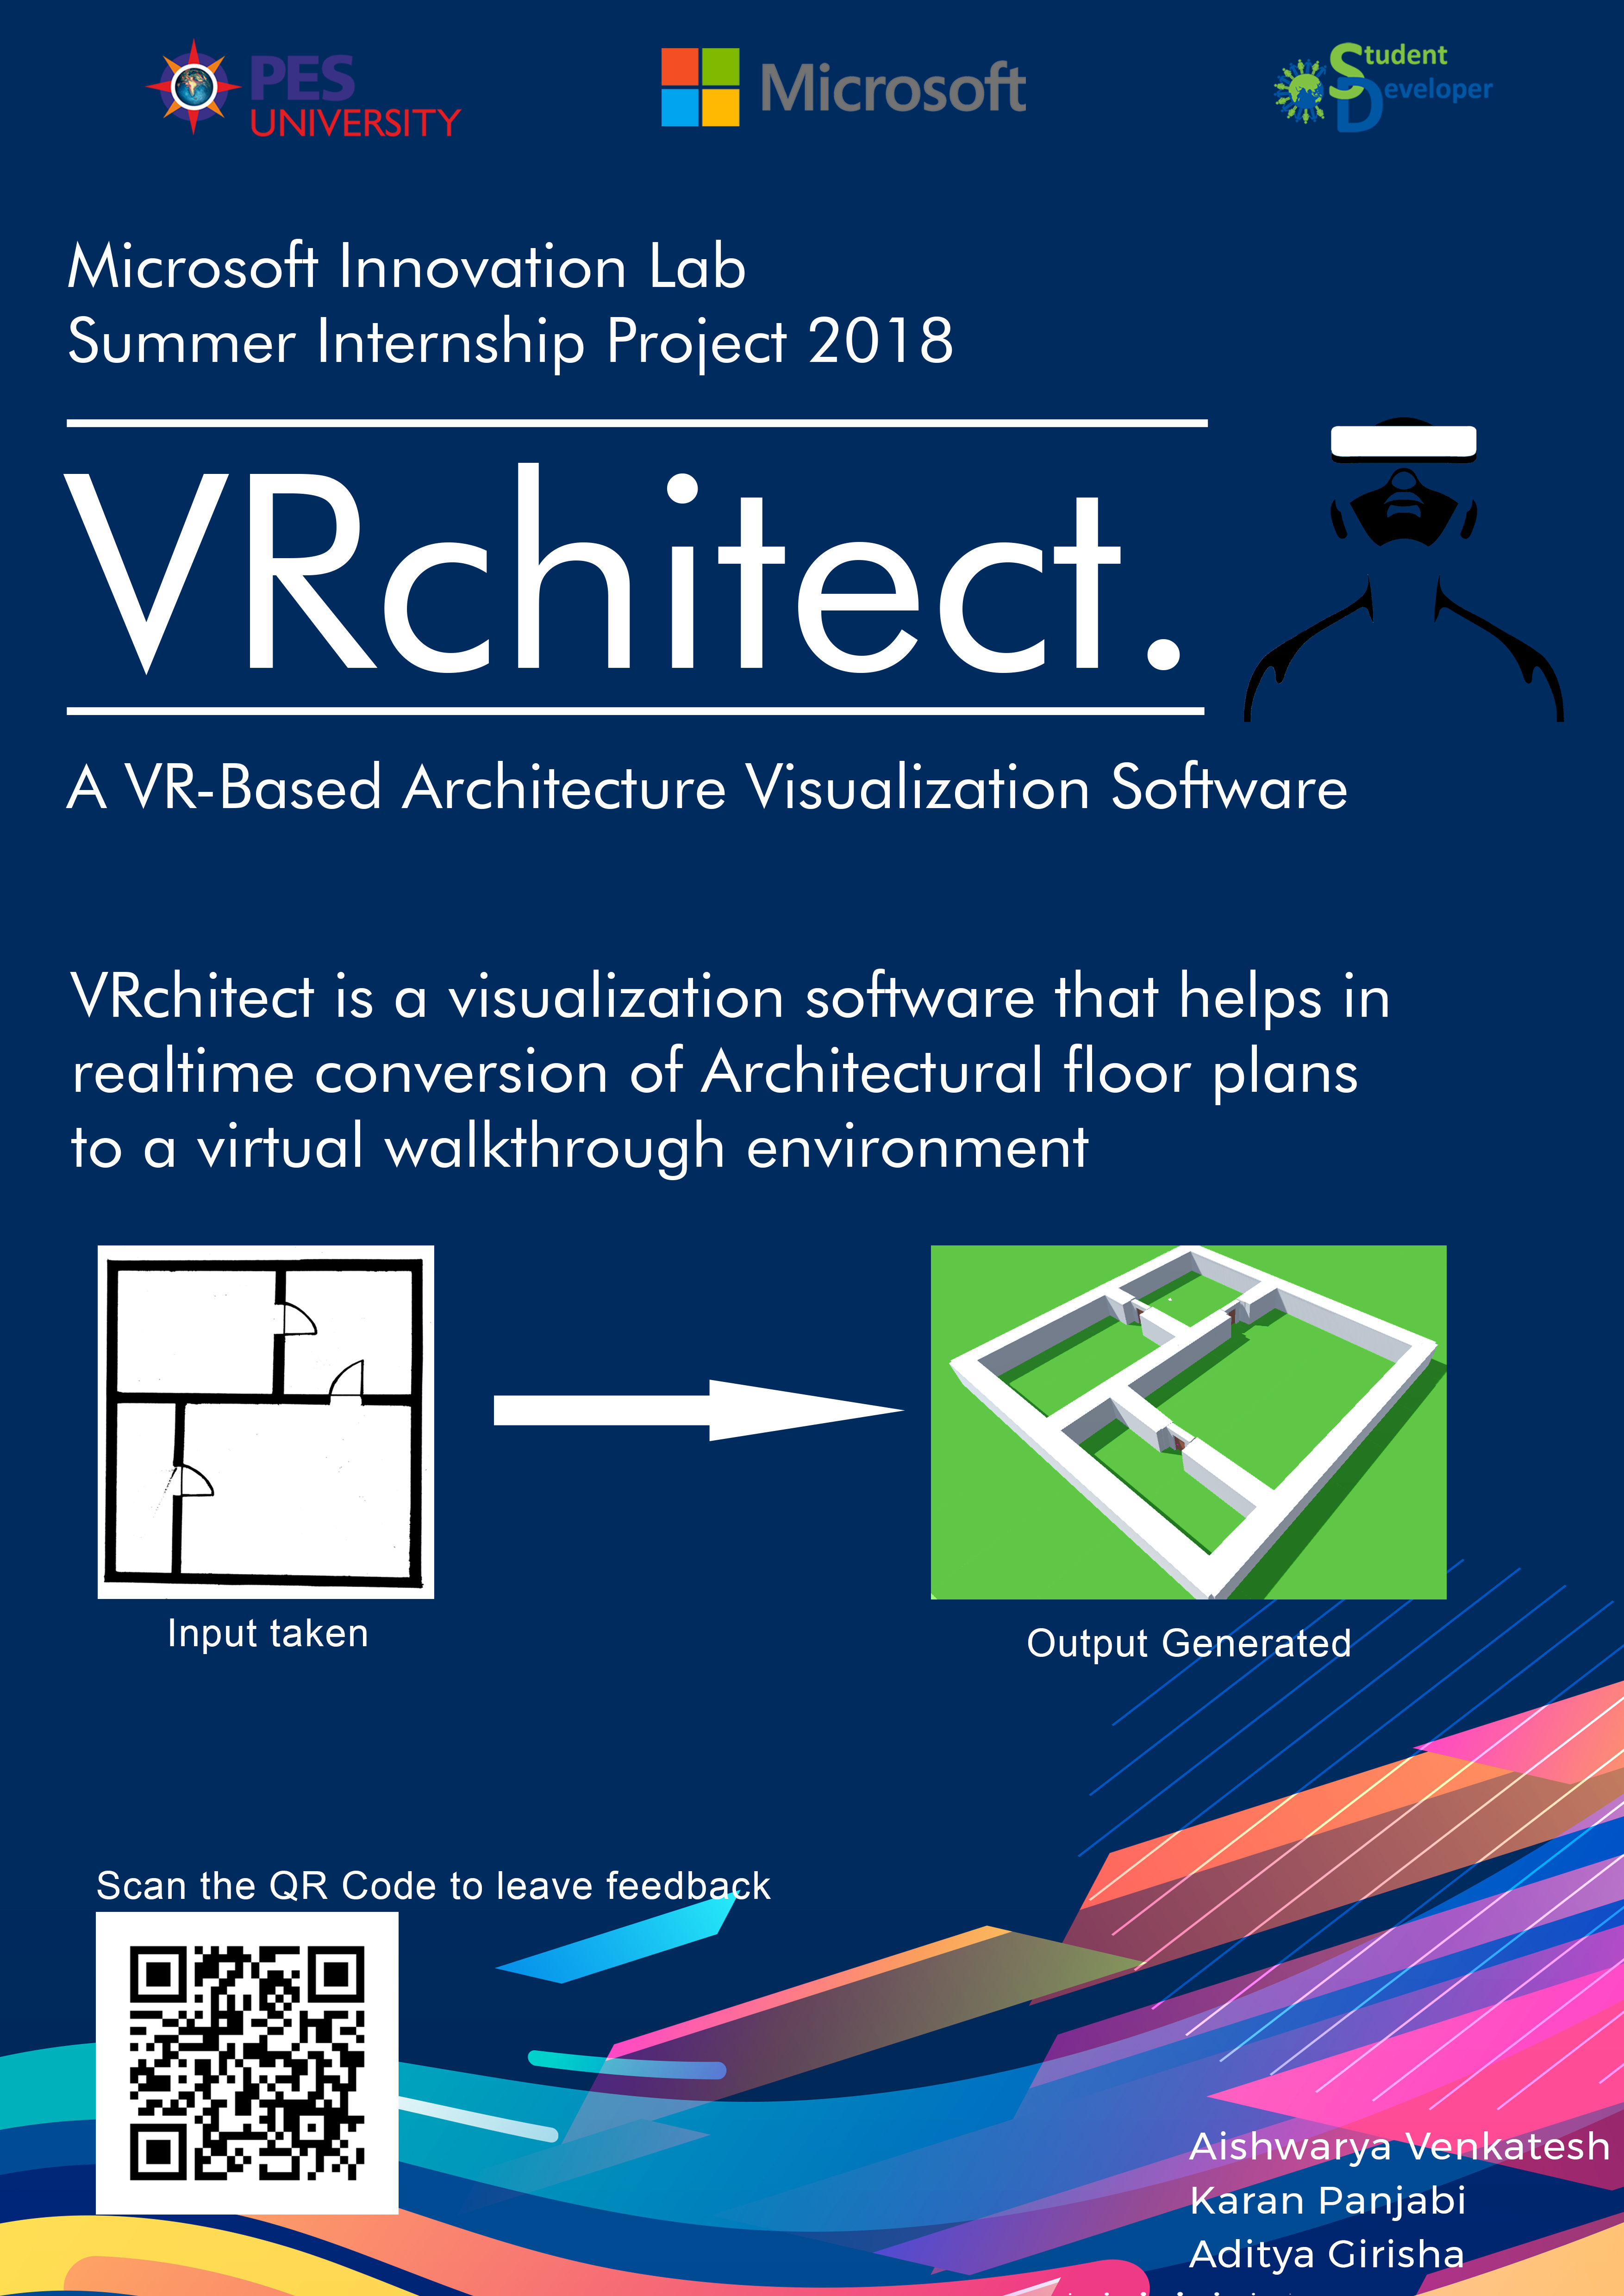 PES
UNIVERSITY
Microsoft
Student
Developer
Microsoft Innovation Lab
Summer Internship Project 2018
VRchitect.
A VR-Based Architecture Visualization Software
VRchitect is a visualization software that helps in
realtime conversion of Architectural floor plans
to a virtual walkthrough environment
Input taken
Output Generated
Scan the QR Code to leave feedback
Aishwarya Venkatesh
Karan Panjabi
Aditya Girisha